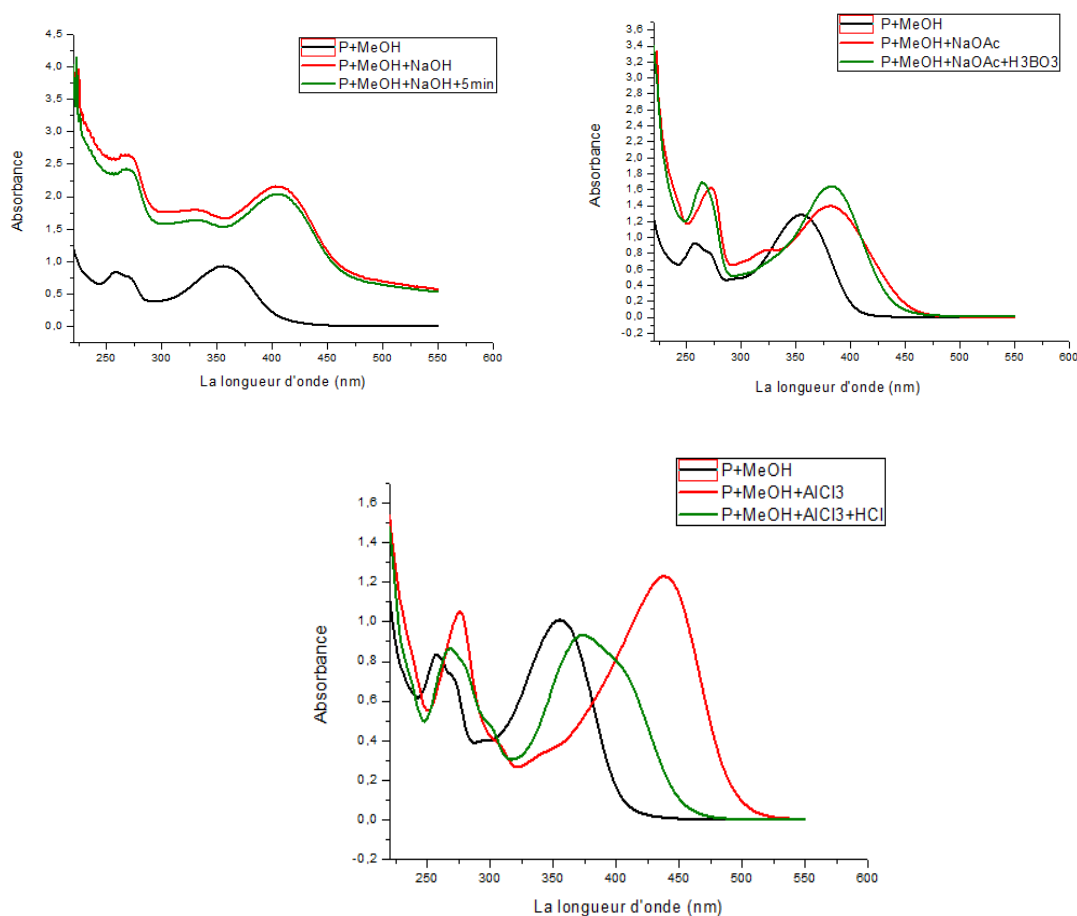 P+MeOH
P+MeOH+NaOH
P+MeOH+NaOH+5min
4,5
4,0
3,5
3,0
2,5
2,0
1,5
1,0
0,5
0,0
Absorbance
250 300 350 400 450 500 550 600
La longueur d'onde (nm)
P+MeOH
P+MeOH+NaOAc
P+MeOH+NaOAc+H3BO3
3,6
3,4
3,2
3,0
2,8
2,6
2,4
2,2
2,0
1,8
1,6
1,4
1,2
1,0
0,8
0,6
0,4
0,2
0,0
-0,2
Absorbance
250 300 350 400 450 500 550 600
La longueur d'onde (nm)
P+MeOH
P+MeOH+AlCl3
P+MeOH+AlCl3+HCl
1,6
1,4
1,2
1,0
0,8
0,6
0,4
0,2
0,0
-0,2
Absorbance
250 300 350 400 450 500 550 600
La longueur d'onde (nm)